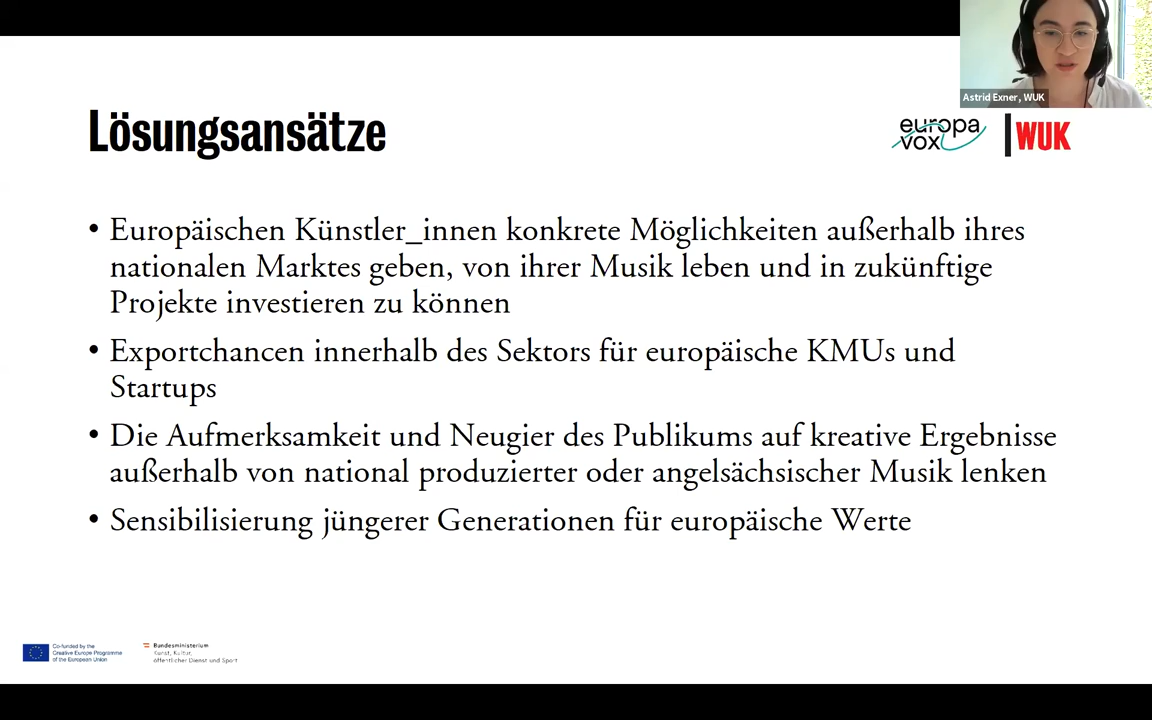 Astrid Exner, WUK
Lösungsansätze
europa
vox
WUK
• Europäischen Künstler_innen konkrete Möglichkeiten außerhalb ihres
nationalen Marktes geben, von ihrer Musik leben und in zukünftige
Projekte investieren zu können
• Exportchancen innerhalb des Sektors für europäische KMUs und
Startups
• Die Aufmerksamkeit und Neugier des Publikums auf kreative Ergebnisse
außerhalb von national produzierter oder angelsächsischer Musik lenken
• Sensibilisierung jüngerer Generationen für europäische Werte
Co-funded by the
Creative Europe Programme
of the European Union
Bundesministerium
Kunst, Kultur,
öffentlicher Dienst und Sport